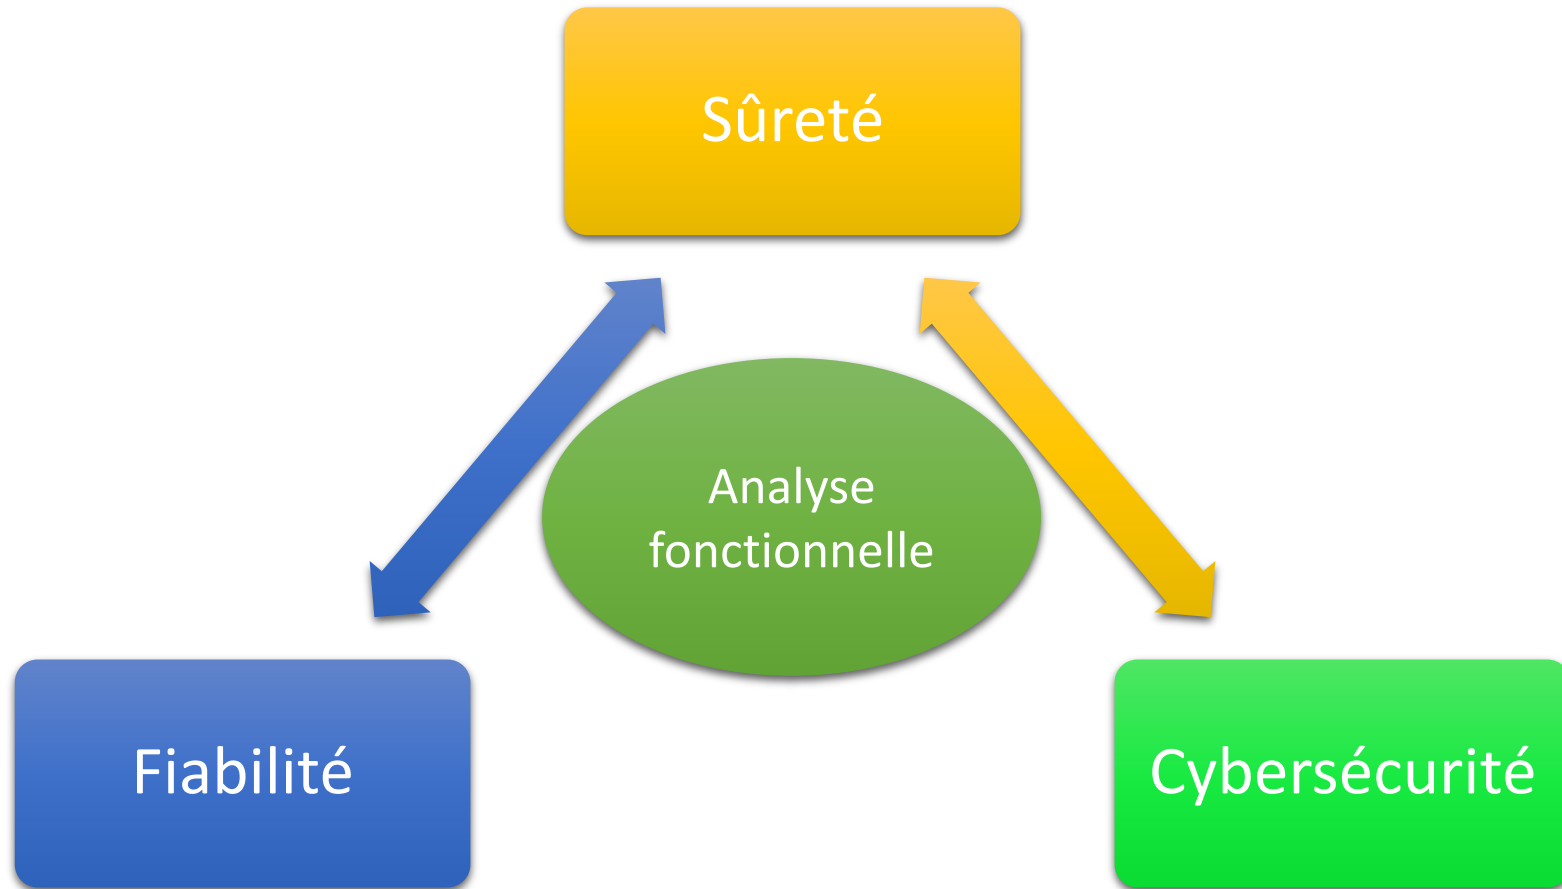 Sûreté
Analyse
fonctionnelle
Fiabilité
Cybersécurité